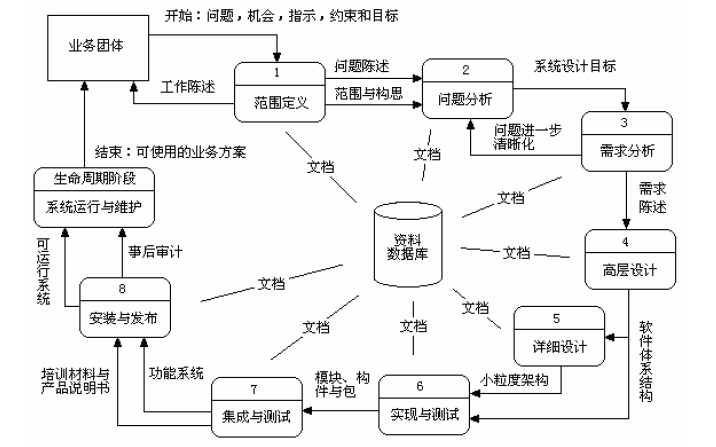 开始：问题，机会，指示，约束和目标
业务团体
1
范围定义
工作陈述
问题陈述
范围与构思
2
问题分析
系统设计目标
3
需求分析
问题进一步
清晰化
需求
陈述
4
高层设计
软件体系结构
5
详细设计
小粒度架构
6
实现与测试
模块、构
件与包
7
集成与测试
功能系统
培训材料与
产品说明书
8
安装与发布
事后审计
可运行系统
生命周期阶段
系统运行与维护
结束：可使用的业务方案
资料
数据库
文档
文档
文档
文档
文档
文档
文档
文档